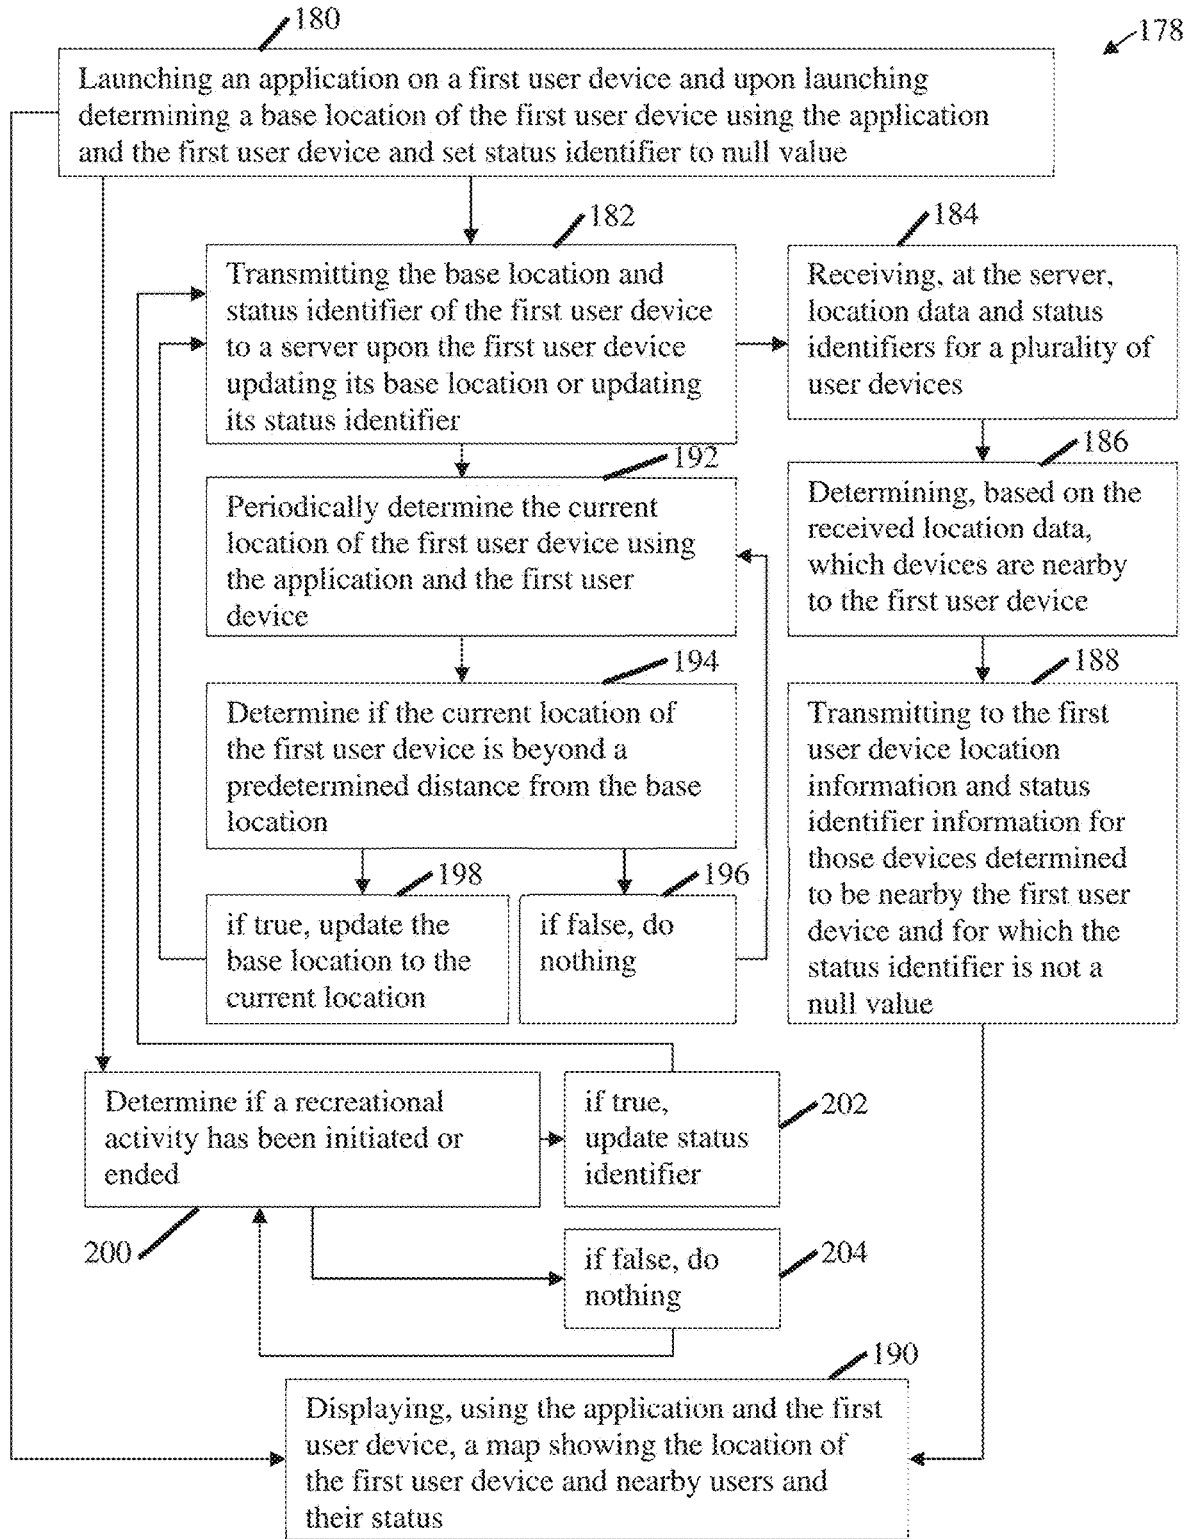 180
178
Launching an application on a first user device and upon launching
determining a base location of the first user device using the application
and the first user device and set status identifier to null value
182
184
Transmitting the base location and
status identifier of the first user device
to a server upon the first user device
updating its base location or updating
its status identifier
Receiving, at the server,
location data and status
identifiers for a plurality of
user devices
192
186
Periodically determine the current
location of the first user device using
the application and the first user
device
Determining, based on the
received location data,
which devices are nearby
to the first user device
194
188
Determine if the current location of
the first user device is beyond a
predetermined distance from the base
location
Transmitting to the first
user device location
information and status
identifier information for
those devices determined
to be nearby the first user
device and for which the
status identifier is not a
null value
198
196
if true, update the
base location to the
current location
if false, do
nothing
Determine if a recreational
activity has been initiated or
ended
if true,
update status
identifier
202
200
if false, do
nothing
204
190
Displaying, using the application and the first
user device, a map showing the location of
the first user device and nearby users and
their status